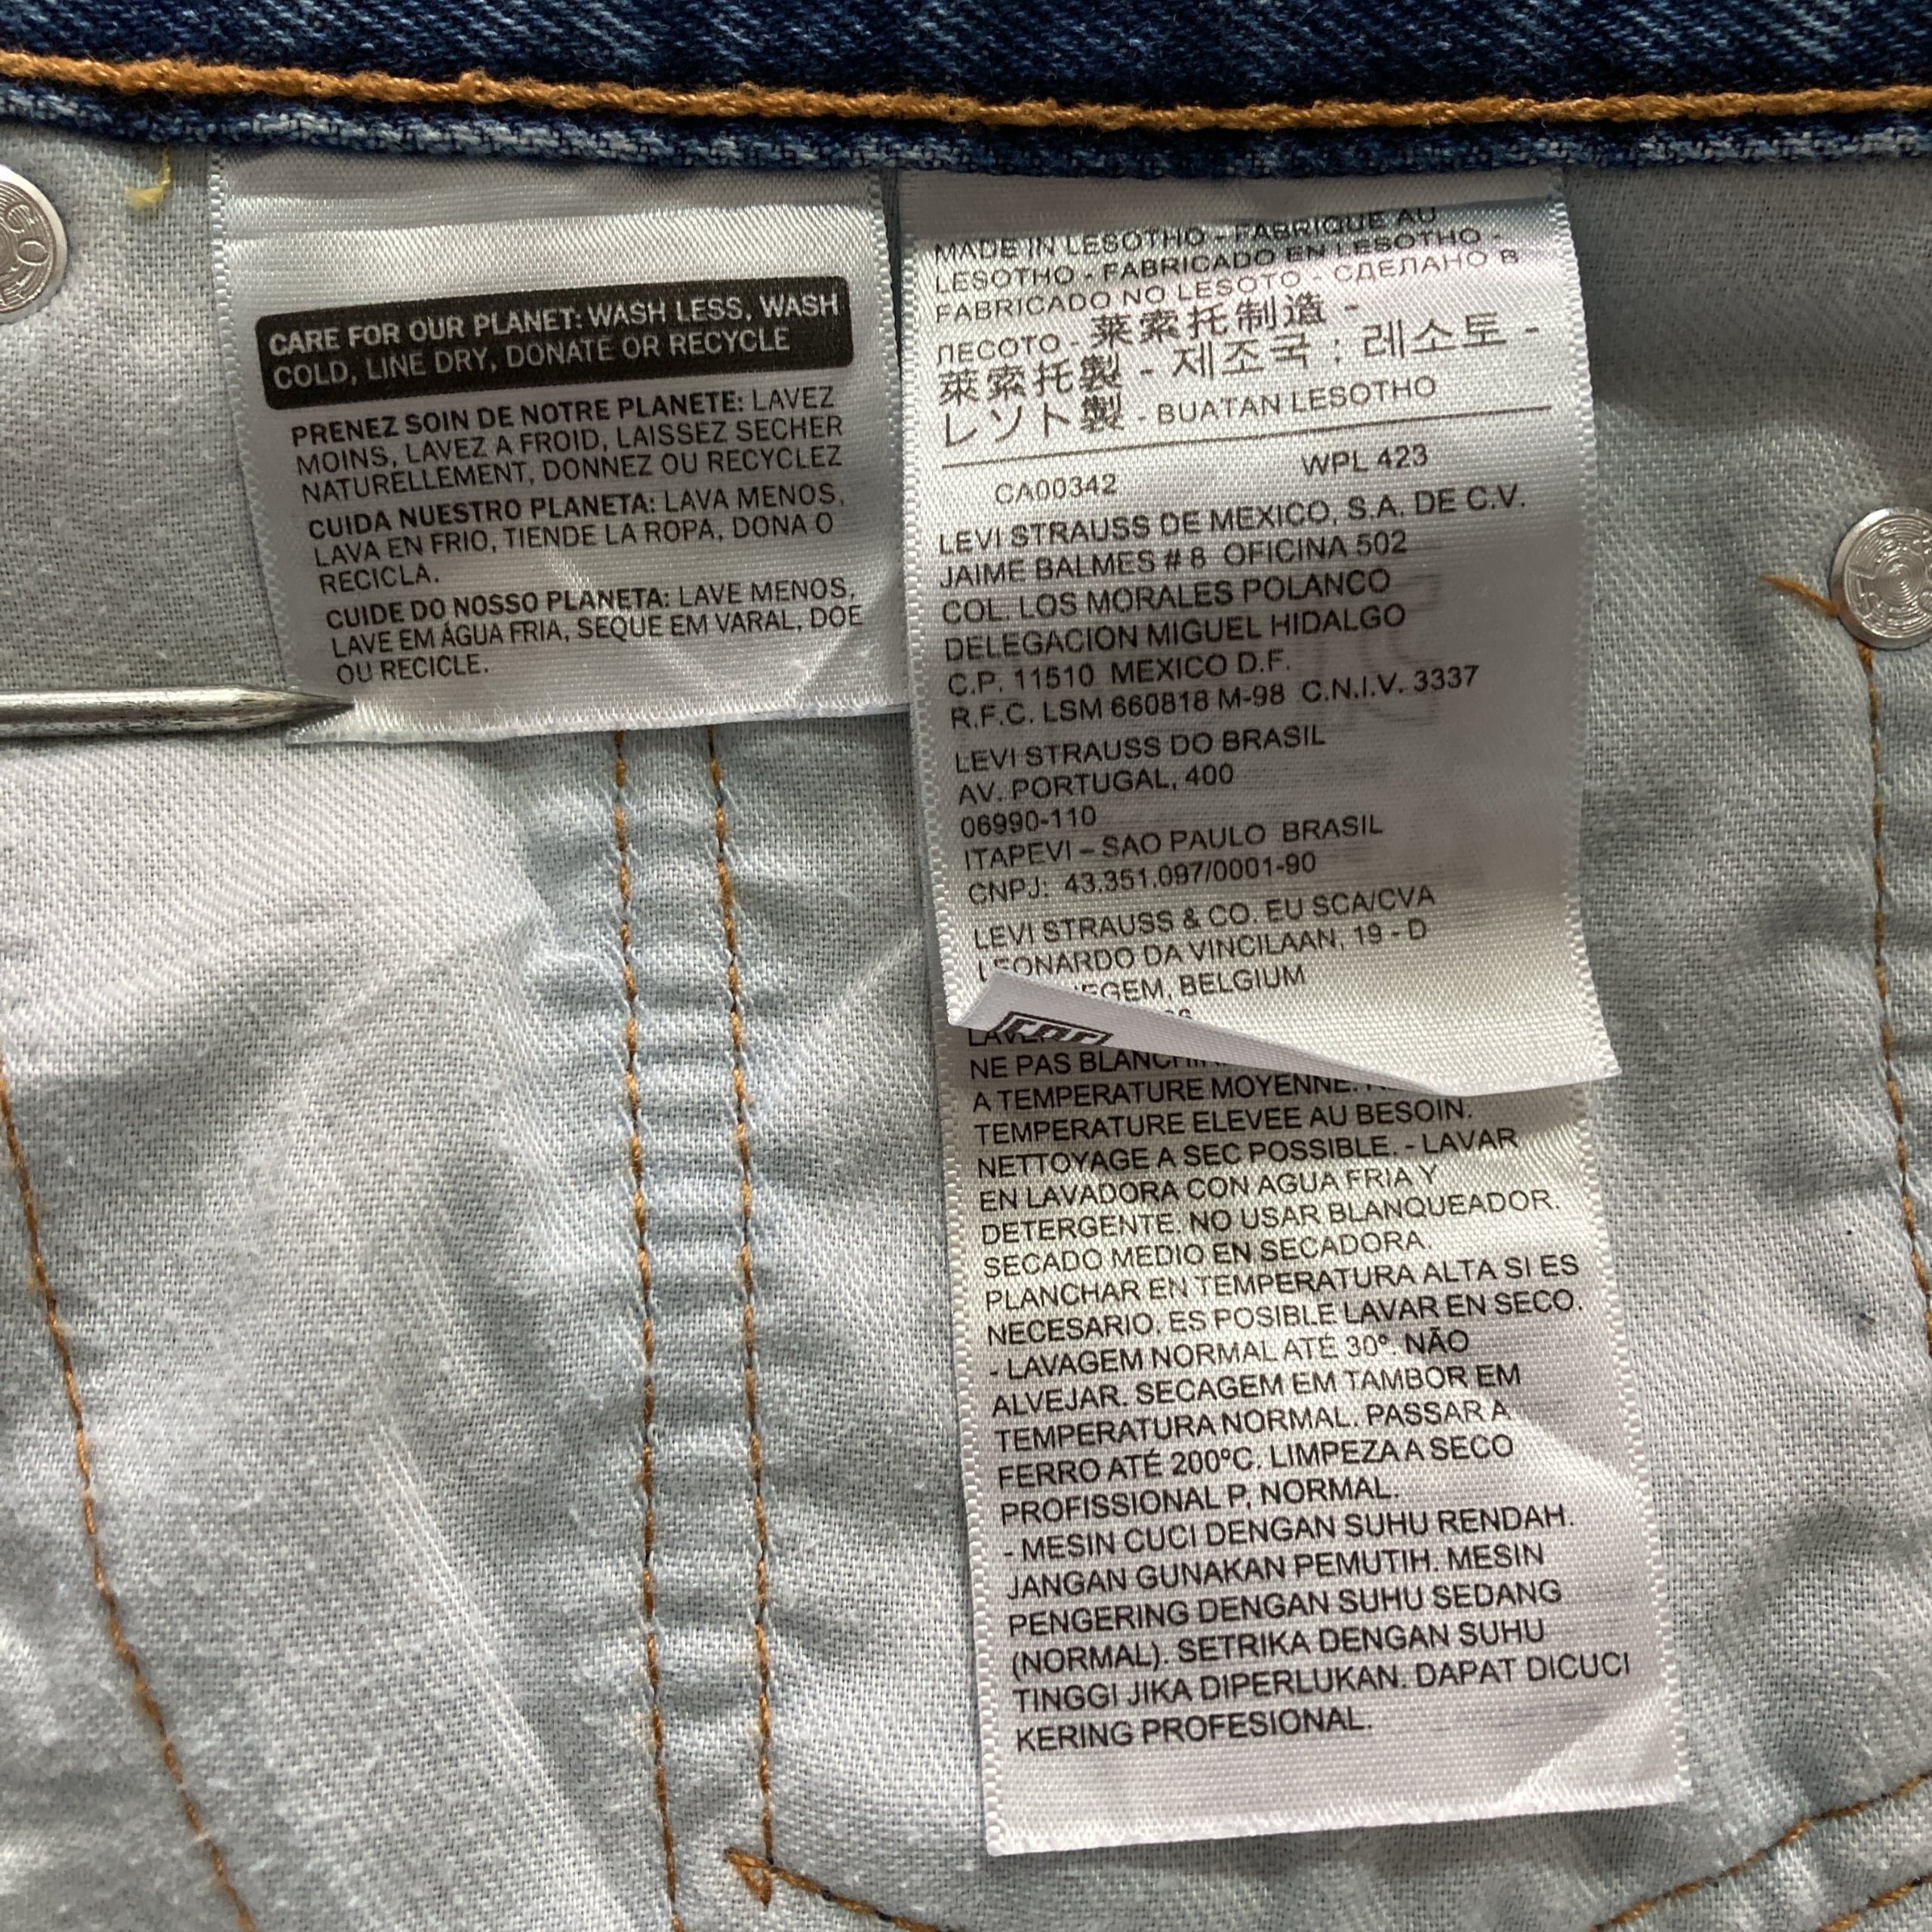 CARE FOR OUR PLANET: WASH LESS, WASH
COLD, LINE DRY, DONATE OR RECYCLE
PRENEZ SOIN DE NOTRE PLANETE: LAVEZ
MOINS, LAVEZ A FROID, LAISSEZ SECHER
NATURELLEMENT, DONNEZ OU RECYCLEZ
CUIDA NUESTRO PLANETA: LAVA MENOS,
LAVA EN FRIO, TIENDE LA ROPA, DONA O
RECICLA.
CUIDE DO NOSSO PLANETA: LAVE MENOS,
LAVE EM ÁGUA FRIA, SEQUE EM VARAL, DOE
OU RECICLE.
MADE IN LESOTHO - FABRIQUE AU
LESOTHO - FABRICADO EN LESOTHO -
FABRICADO NO LESOTO - СДЕЛАНО В
ЛЕСОТО - 莱索托制造 -
萊索托製 - 제조국 : 레소토 -
レソト製 - BUATAN LESOTHO
CA00342 WPL 423
LEVI STRAUSS DE MEXICO, S.A. DE C.V.
JAIME BALMES # 8 OFICINA 502
COL. LOS MORALES POLANCO
DELEGACION MIGUEL HIDALGO
C.P. 11510 MEXICO D.F.
R.F.C. LSM 660818 M-98 C.N.I.V. 3337
LEVI STRAUSS DO BRASIL
AV. PORTUGAL, 400
06990-110
ITAPEVI – SAO PAULO BRASIL
CNPJ: 43.351.097/0001-90
LEVI STRAUSS & CO. EU SCA/CVA
LEONARDO DA VINCILAAN, 19 - D
BELGIUM
NE PAS
A TEMPERATURE MOYENNE.
TEMPERATURE ELEVEE AU BESOIN.
NETTOYAGE A SEC POSSIBLE. - LAVAR
EN LAVADORA CON AGUA FRIA Y
DETERGENTE. NO USAR BLANQUEADOR.
SECADO MEDIO EN SECADORA.
PLANCHAR EN TEMPERATURA ALTA SI ES
NECESARIO. ES POSIBLE LAVAR EN SECO.
- LAVAGEM NORMAL ATÉ 30º. NÃO
ALVEJAR. SECAGEM EM TAMBOR EM
TEMPERATURA NORMAL. PASSAR A
FERRO ATÉ 200ºC. LIMPEZA A SECO
PROFISSIONAL P, NORMAL.
- MESIN CUCI DENGAN SUHU RENDAH.
JANGAN GUNAKAN PEMUTIH. MESIN
PENGERING DENGAN SUHU SEDANG
(NORMAL). SETRIKA DENGAN SUHU
TINGGI JIKA DIPERLUKAN. DAPAT DICUCI
KERING PROFESIONAL.